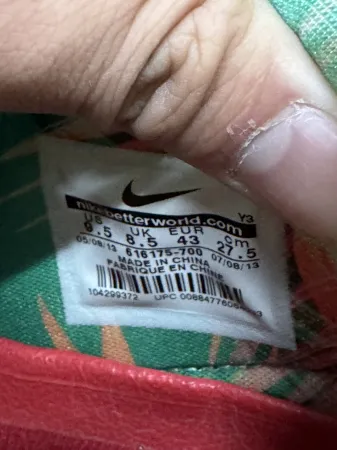 nikebetterworld.com
Y3
US UK EUR cm
9.5 8.5 43 27.5
05/08/13 616175-700 07/08/13
MADE IN CHINA
FABRIQUE EN CHINE
104299372 UPC